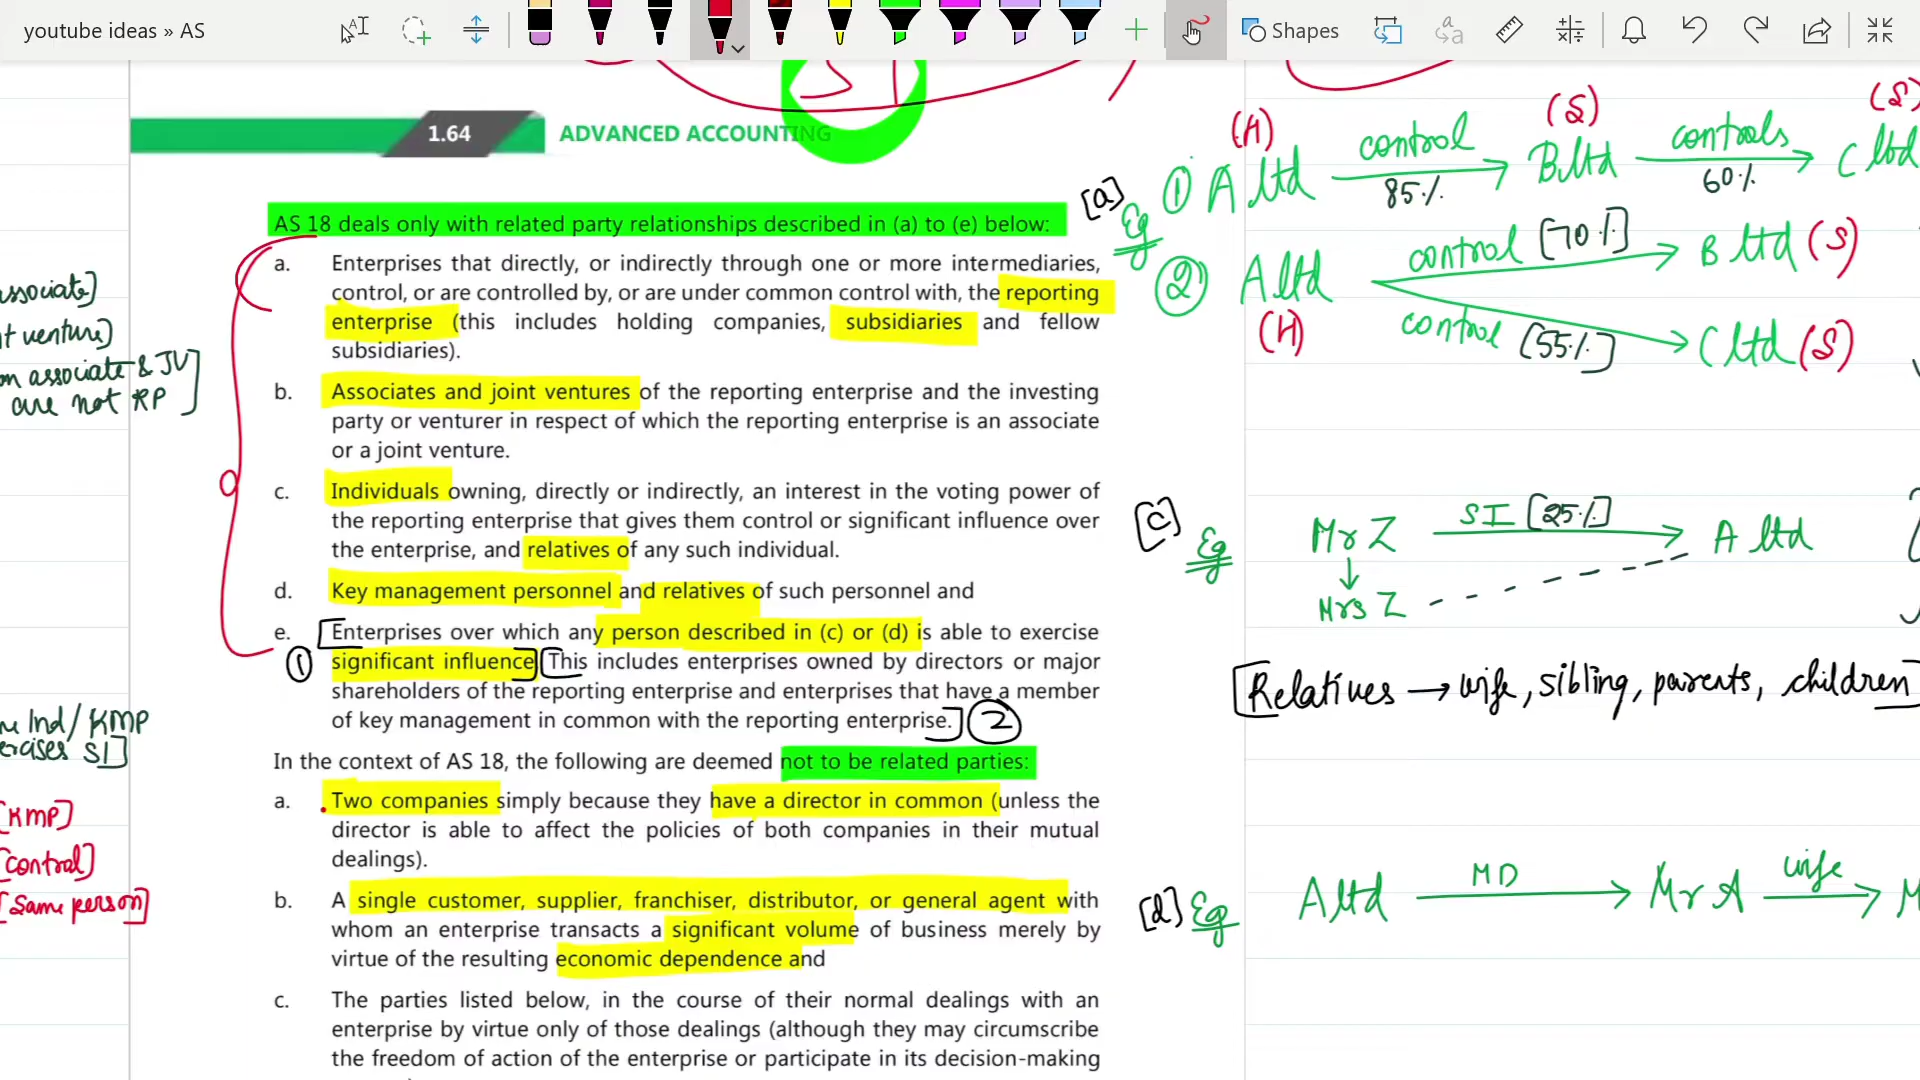 youtube ideas » AS
Shapes
1.64 ADVANCED ACCOUNTING
AS 18 deals only with related party relationships described in (a) to (e) below:
a. Enterprises that directly, or indirectly through one or more intermediaries,
control, or are controlled by, or are under common control with, the reporting
enterprise (this includes holding companies, subsidiaries and fellow
subsidiaries).
b. Associates and joint ventures of the reporting enterprise and the investing
party or venturer in respect of which the reporting enterprise is an associate
or a joint venture.
c. Individuals owning, directly or indirectly, an interest in the voting power of
the reporting enterprise that gives them control or significant influence over
the enterprise, and relatives of any such individual.
d. Key management personnel and relatives of such personnel and
e. Enterprises over which any person described in (c) or (d) is able to exercise
① significant influence. This includes enterprises owned by directors or major
shareholders of the reporting enterprise and enterprises that have a member
of key management in common with the reporting enterprise. ②
In the context of AS 18, the following are deemed not to be related parties:
a. Two companies simply because they have a director in common (unless the
director is able to affect the policies of both companies in their mutual
dealings).
b. A single customer, supplier, franchiser, distributor, or general agent with
whom an enterprise transacts a significant volume of business merely by
virtue of the resulting economic dependence and
c. The parties listed below, in the course of their normal dealings with an
enterprise by virtue only of those dealings (although they may circumscribe
the freedom of action of the enterprise or participate in its decision-making
associate]
venture]
associate & JV
are not RP]
Ind/KMP
SI]
[KMP]
[control]
[Same person]
(H) (S) (S)
[a] Eg ① A ltd control 85% B ltd controls 60% C ltd
② A ltd control [70%] B ltd (S)
(H) control [55%] C ltd (S)
[c] Eg Mr Z SI [25%] A ltd
Mrs Z
[Relatives → wife, sibling, parents, children]
[d] Eg A ltd MD Mr A wife M